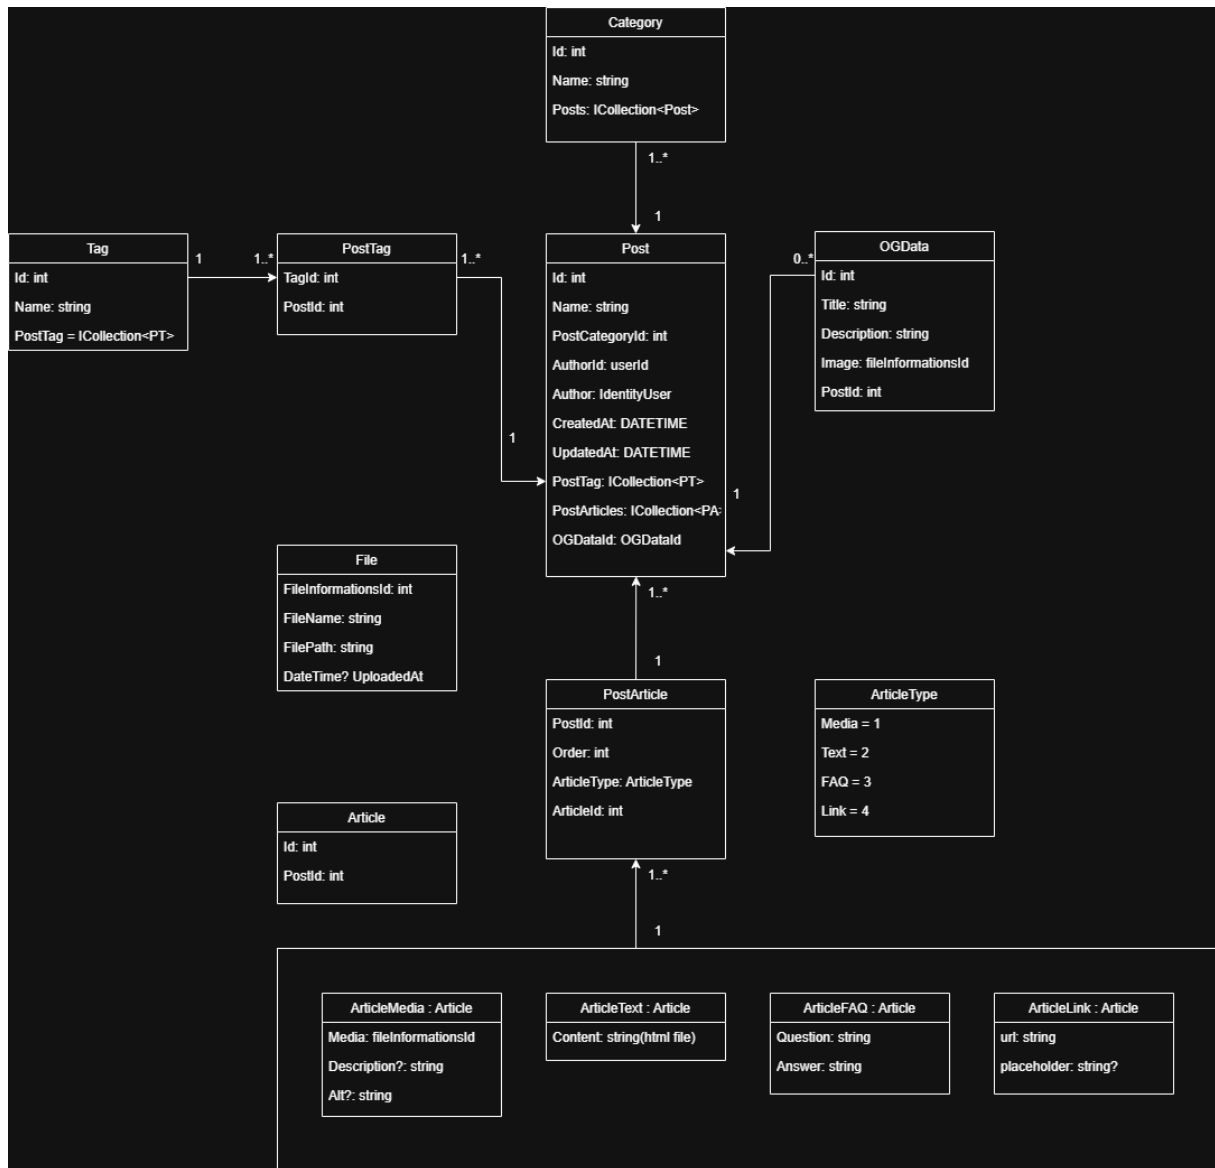 Category
Id: int
Name: string
Posts: ICollection<Post>
1..*
1
Tag
Id: int
Name: string
PostTag = ICollection<PT>
1
1..*
PostTag
TagId: int
PostId: int
1..*
1
Post
Id: int
Name: string
PostCategoryId: int
AuthorId: userId
Author: IdentityUser
CreatedAt: DATETIME
UpdatedAt: DATETIME
PostTag: ICollection<PT>
PostArticles: ICollection<PA>
OGDataId: OGDataId
0..*
1
OGData
Id: int
Title: string
Description: string
Image: fileInformationsId
PostId: int
File
FileInformationsId: int
FileName: string
FilePath: string
DateTime? UploadedAt
1..*
1
PostArticle
PostId: int
Order: int
ArticleType: ArticleType
ArticleId: int
ArticleType
Media = 1
Text = 2
FAQ = 3
Link = 4
Article
Id: int
PostId: int
1..*
1
ArticleMedia : Article
Media: fileInformationsId
Description?: string
Alt?: string
ArticleText : Article
Content: string(html file)
ArticleFAQ : Article
Question: string
Answer: string
ArticleLink : Article
url: string
placeholder: string?